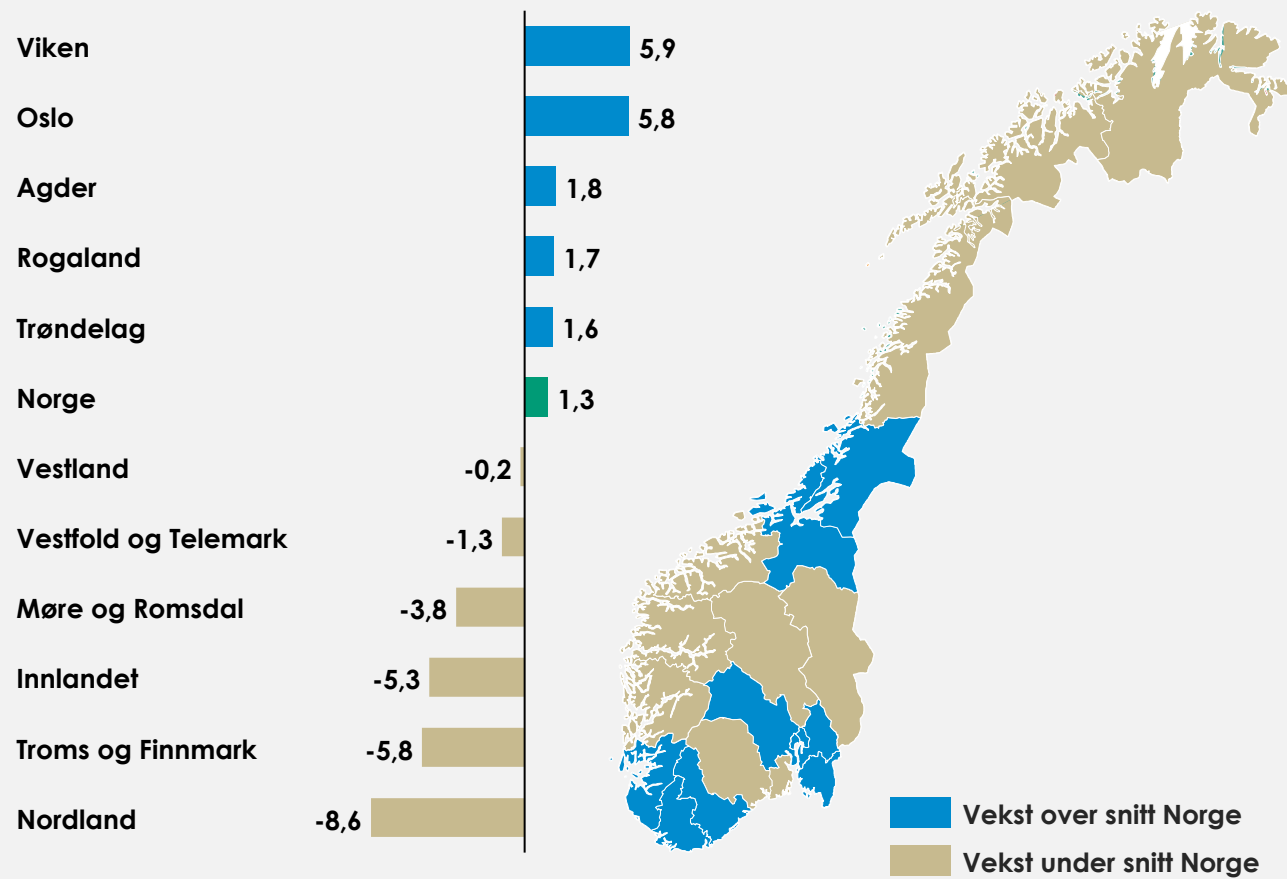 Viken 5,9
Oslo 5,8
Agder 1,8
Rogaland 1,7
Trøndelag 1,6
Norge 1,3
Vestland -0,2
Vestfold og Telemark -1,3
Møre og Romsdal -3,8
Innlandet -5,3
Troms og Finnmark -5,8
Nordland -8,6
Vekst over snitt Norge
Vekst under snitt Norge